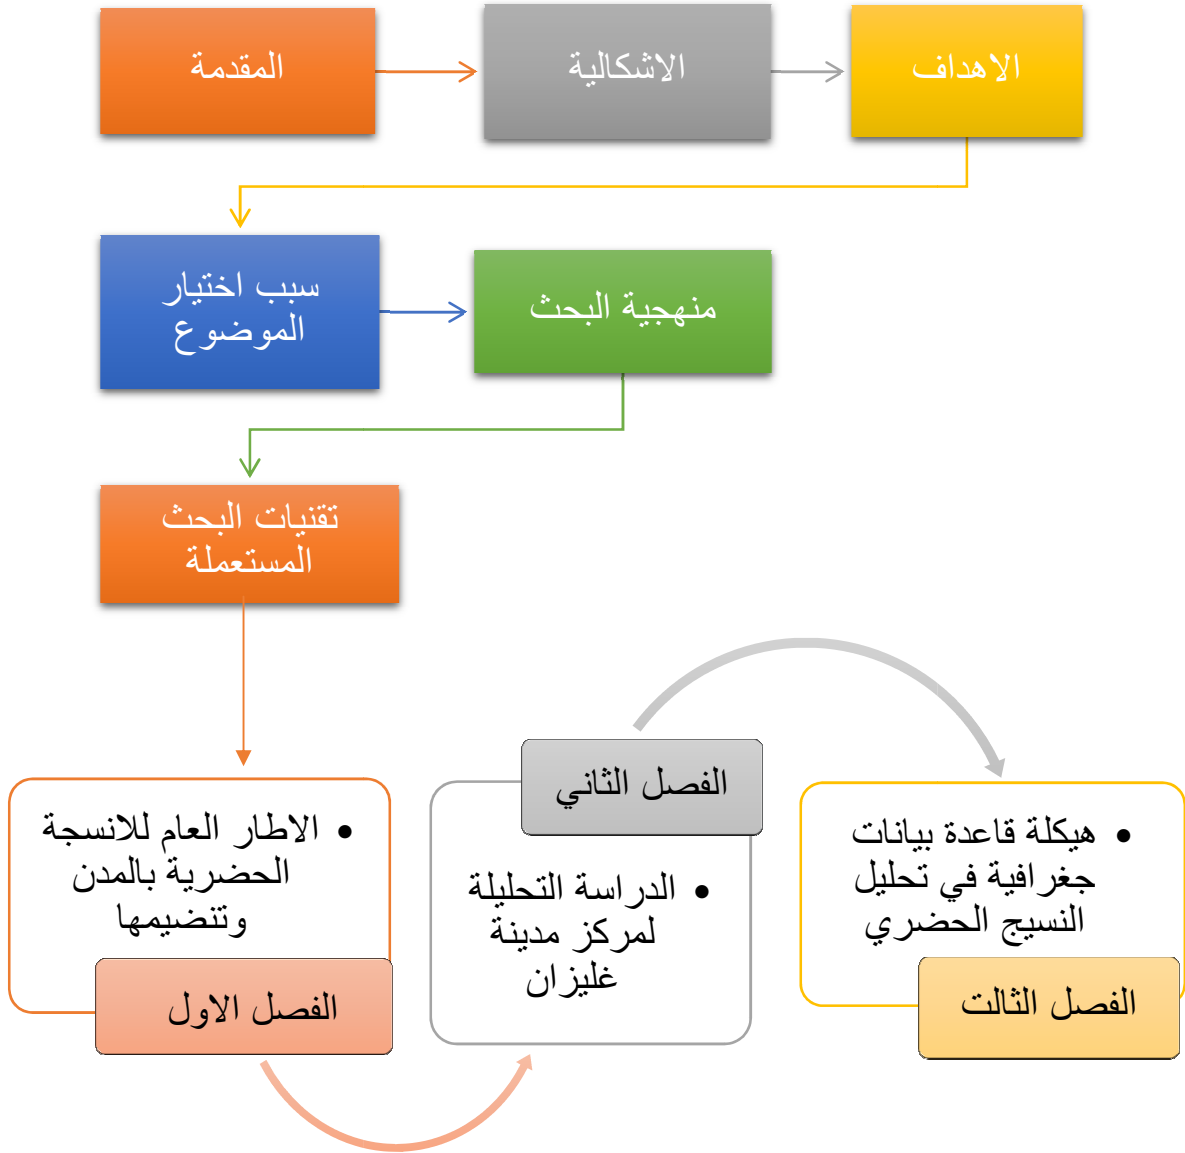 المقدمة
الاشكالية
الاهداف
سبب اختيار
الموضوع
منهجية البحث
تقنيات البحث
المستعملة
• الاطار العام للانسجة
الحضرية بالمدن
وتنضيمها
الفصل الاول
الفصل الثاني
• الدراسة التحليلة
لمركز مدينة
غليزان
• هيكلة قاعدة بيانات
جغرافية في تحليل
النسيج الحضري
الفصل الثالت